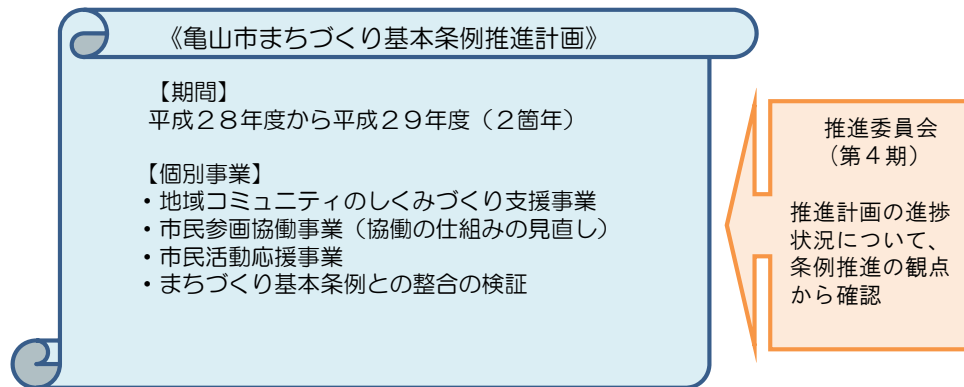 《亀山市まちづくり基本条例推進計画》
【期間】
平成２８年度から平成２９年度（２箇年）
【個別事業】
・地域コミュニティのしくみづくり支援事業
・市民参画協働事業（協働の仕組みの見直し）
・市民活動応援事業
・まちづくり基本条例との整合の検証
推進委員会
（第４期）
推進計画の進捗
状況について、
条例推進の観点
から確認